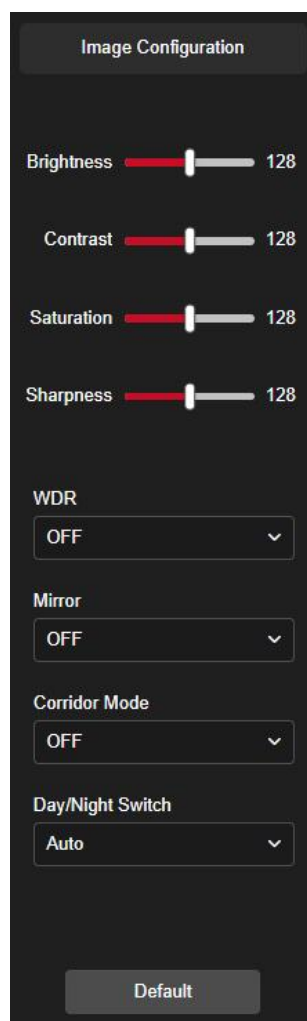 Image Configuration
Brightness 128
Contrast 128
Saturation 128
Sharpness 128
WDR
OFF
Mirror
OFF
Corridor Mode
OFF
Day/Night Switch
Auto
Default